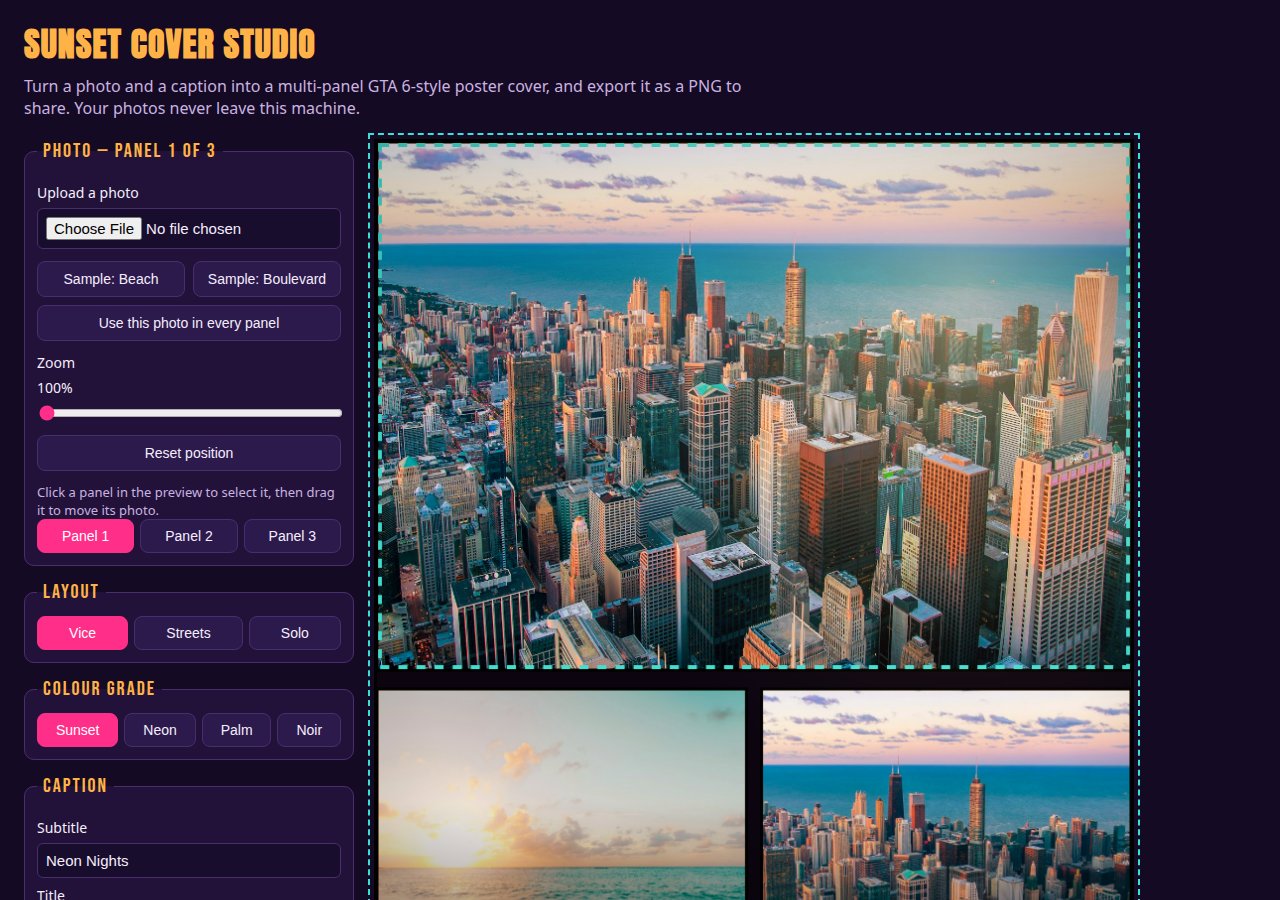 SUNSET COVER STUDIO
Turn a photo and a caption into a multi-panel GTA 6-style poster cover, and export it as a PNG to
share. Your photos never leave this machine.
PHOTO — PANEL 1 OF 3
Upload a photo
Choose File No file chosen
Sample: Beach Sample: Boulevard
Use this photo in every panel
Zoom
100%
Reset position
Click a panel in the preview to select it, then drag
it to move its photo.
Panel 1 Panel 2 Panel 3
LAYOUT
Vice Streets Solo
COLOUR GRADE
Sunset Neon Palm Noir
CAPTION
Subtitle
Neon Nights
Title